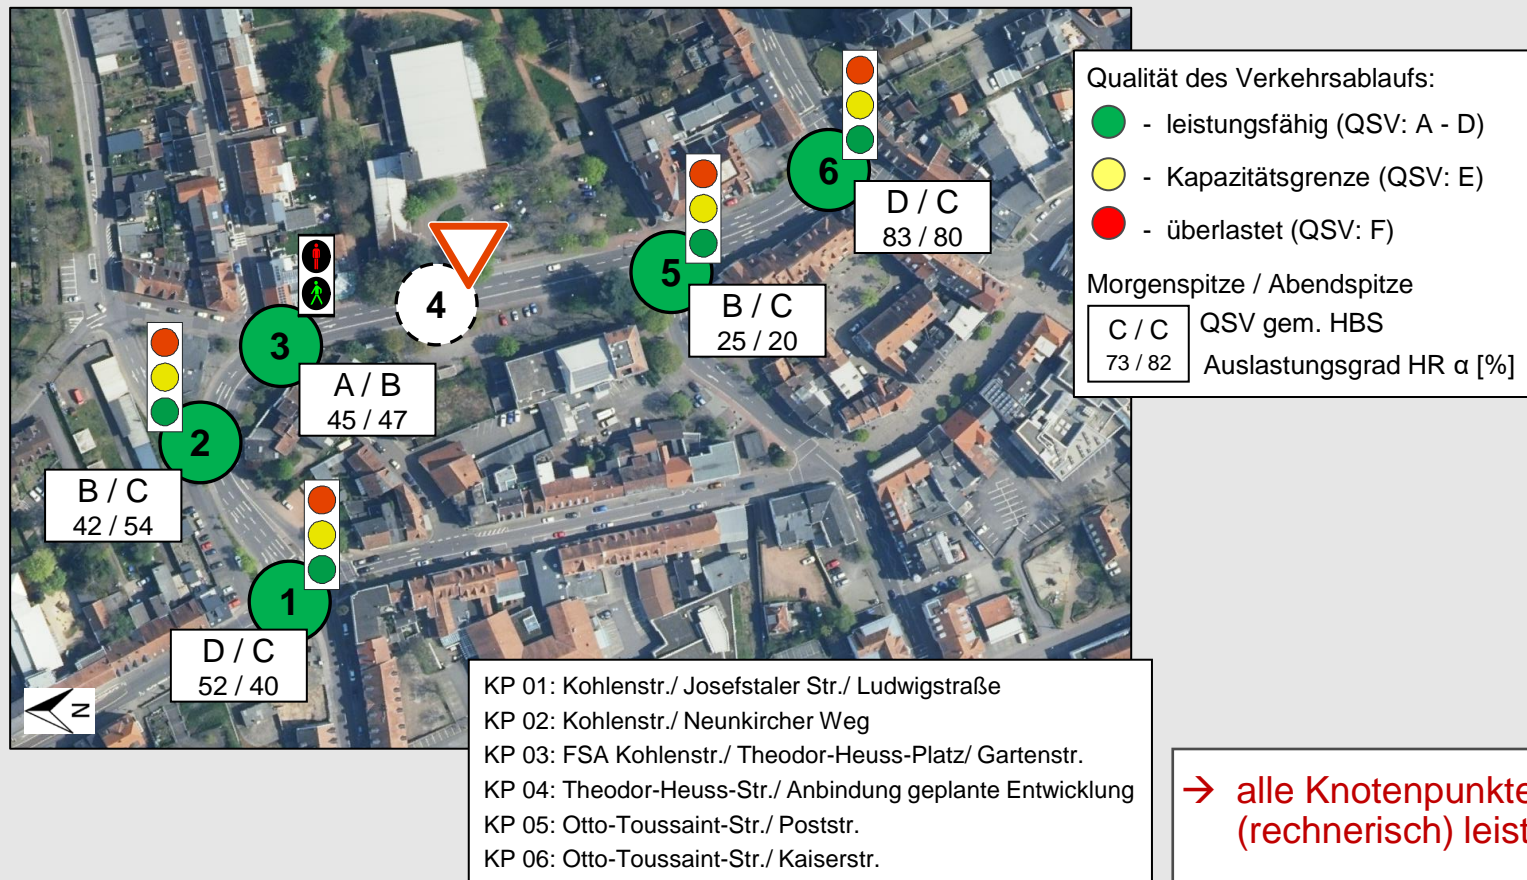 Qualität des Verkehrsablaufs:
- leistungsfähig (QSV: A - D)
- Kapazitätsgrenze (QSV: E)
- überlastet (QSV: F)
Morgenspitze / Abendspitze
C / C
73 / 82
QSV gem. HBS
Auslastungsgrad HR α [%]
6
D / C
83 / 80
5
B / C
25 / 20
4
3
A / B
45 / 47
2
B / C
42 / 54
1
D / C
52 / 40
N
KP 01: Kohlenstr./ Josefstaler Str./ Ludwigstraße
KP 02: Kohlenstr./ Neunkircher Weg
KP 03: FSA Kohlenstr./ Theodor-Heuss-Platz/ Gartenstr.
KP 04: Theodor-Heuss-Str./ Anbindung geplante Entwicklung
KP 05: Otto-Toussaint-Str./ Poststr.
KP 06: Otto-Toussaint-Str./ Kaiserstr.
→ alle Knotenpunkte
(rechnerisch) leist